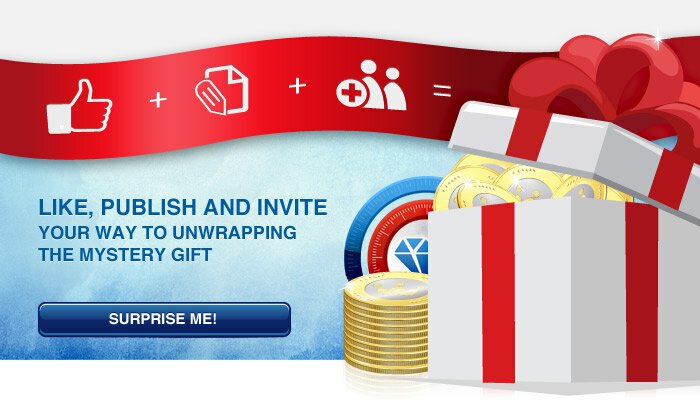 + + =
LIKE, PUBLISH AND INVITE
YOUR WAY TO UNWRAPPING
THE MYSTERY GIFT
SURPRISE ME!